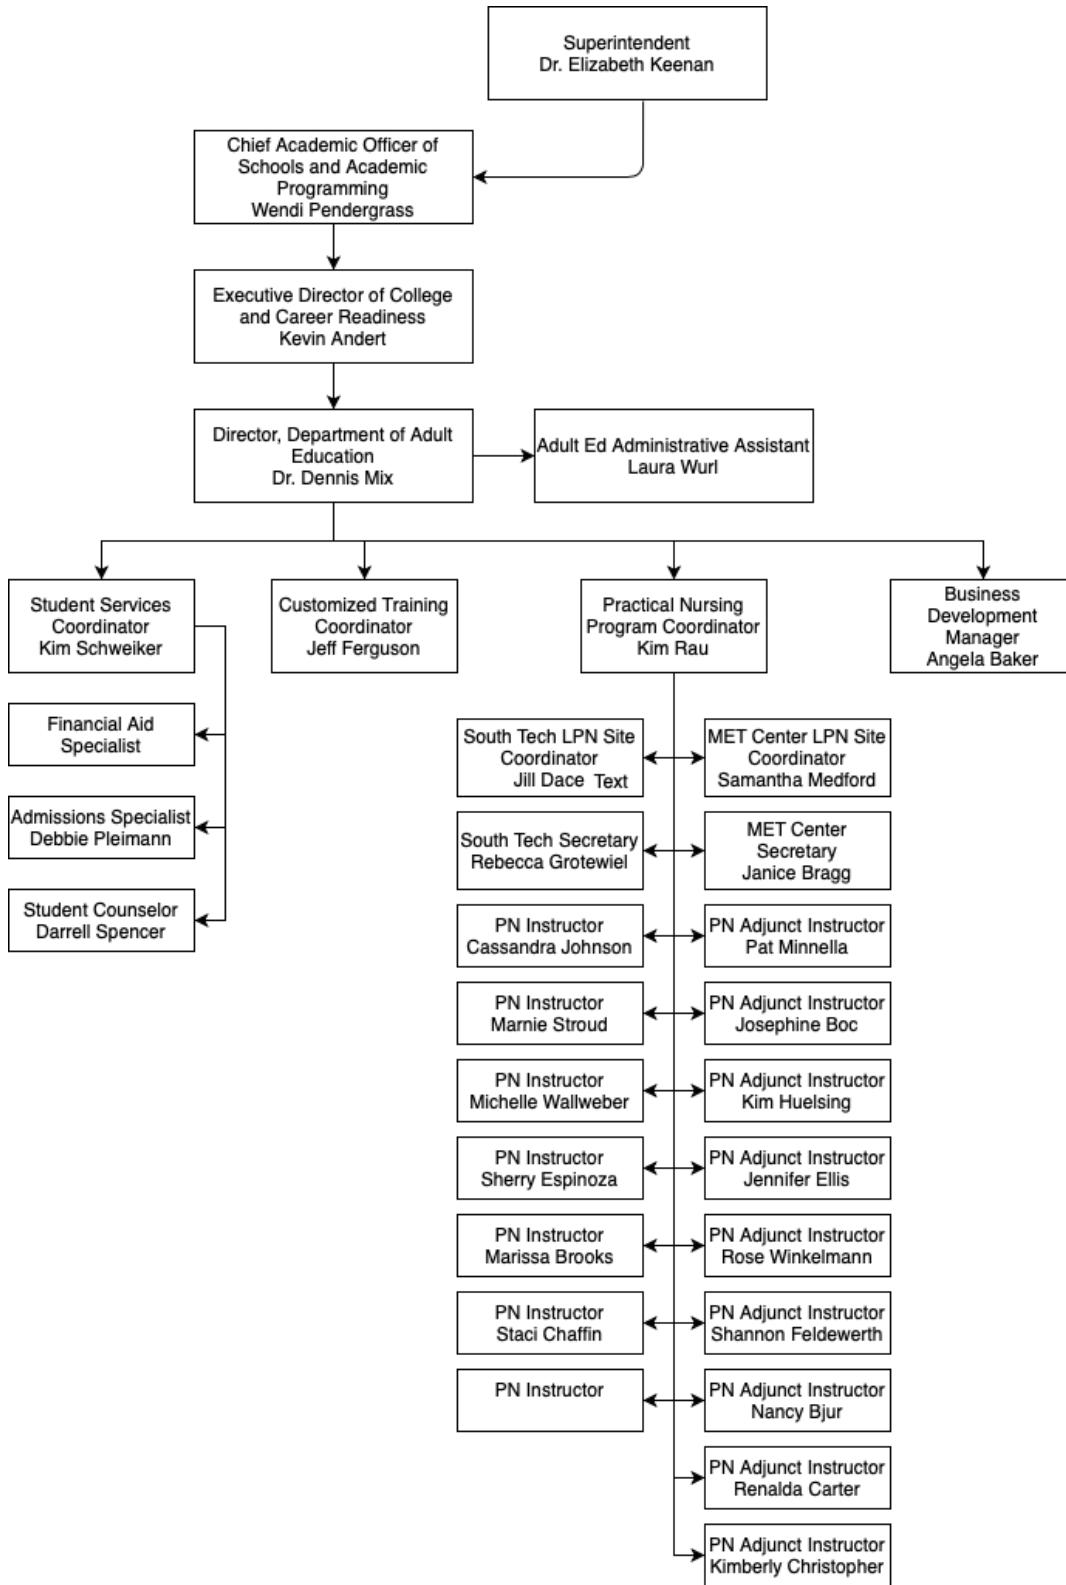 Superintendent
Dr. Elizabeth Keenan
Chief Academic Officer of
Schools and Academic
Programming
Wendi Pendergrass
Executive Director of College
and Career Readiness
Kevin Andert
Director, Department of Adult
Education
Dr. Dennis Mix
Adult Ed Administrative Assistant
Laura Wurl
Student Services
Coordinator
Kim Schweiker
Customized Training
Coordinator
Jeff Ferguson
Practical Nursing
Program Coordinator
Kim Rau
Business
Development
Manager
Angela Baker
Financial Aid
Specialist
Admissions Specialist
Debbie Pleimann
Student Counselor
Darrell Spencer
South Tech LPN Site
Coordinator
Jill Dace Text
MET Center LPN Site
Coordinator
Samantha Medford
South Tech Secretary
Rebecca Grotewiel
MET Center
Secretary
Janice Bragg
PN Instructor
Cassandra Johnson
PN Adjunct Instructor
Pat Minnella
PN Instructor
Marnie Stroud
PN Adjunct Instructor
Josephine Boc
PN Instructor
Michelle Wallweber
PN Adjunct Instructor
Kim Huelsing
PN Instructor
Sherry Espinoza
PN Adjunct Instructor
Jennifer Ellis
PN Instructor
Marissa Brooks
PN Adjunct Instructor
Rose Winkelmann
PN Instructor
Staci Chaffin
PN Adjunct Instructor
Shannon Feldewerth
PN Instructor
PN Adjunct Instructor
Nancy Bjur
PN Adjunct Instructor
Renalda Carter
PN Adjunct Instructor
Kimberly Christopher